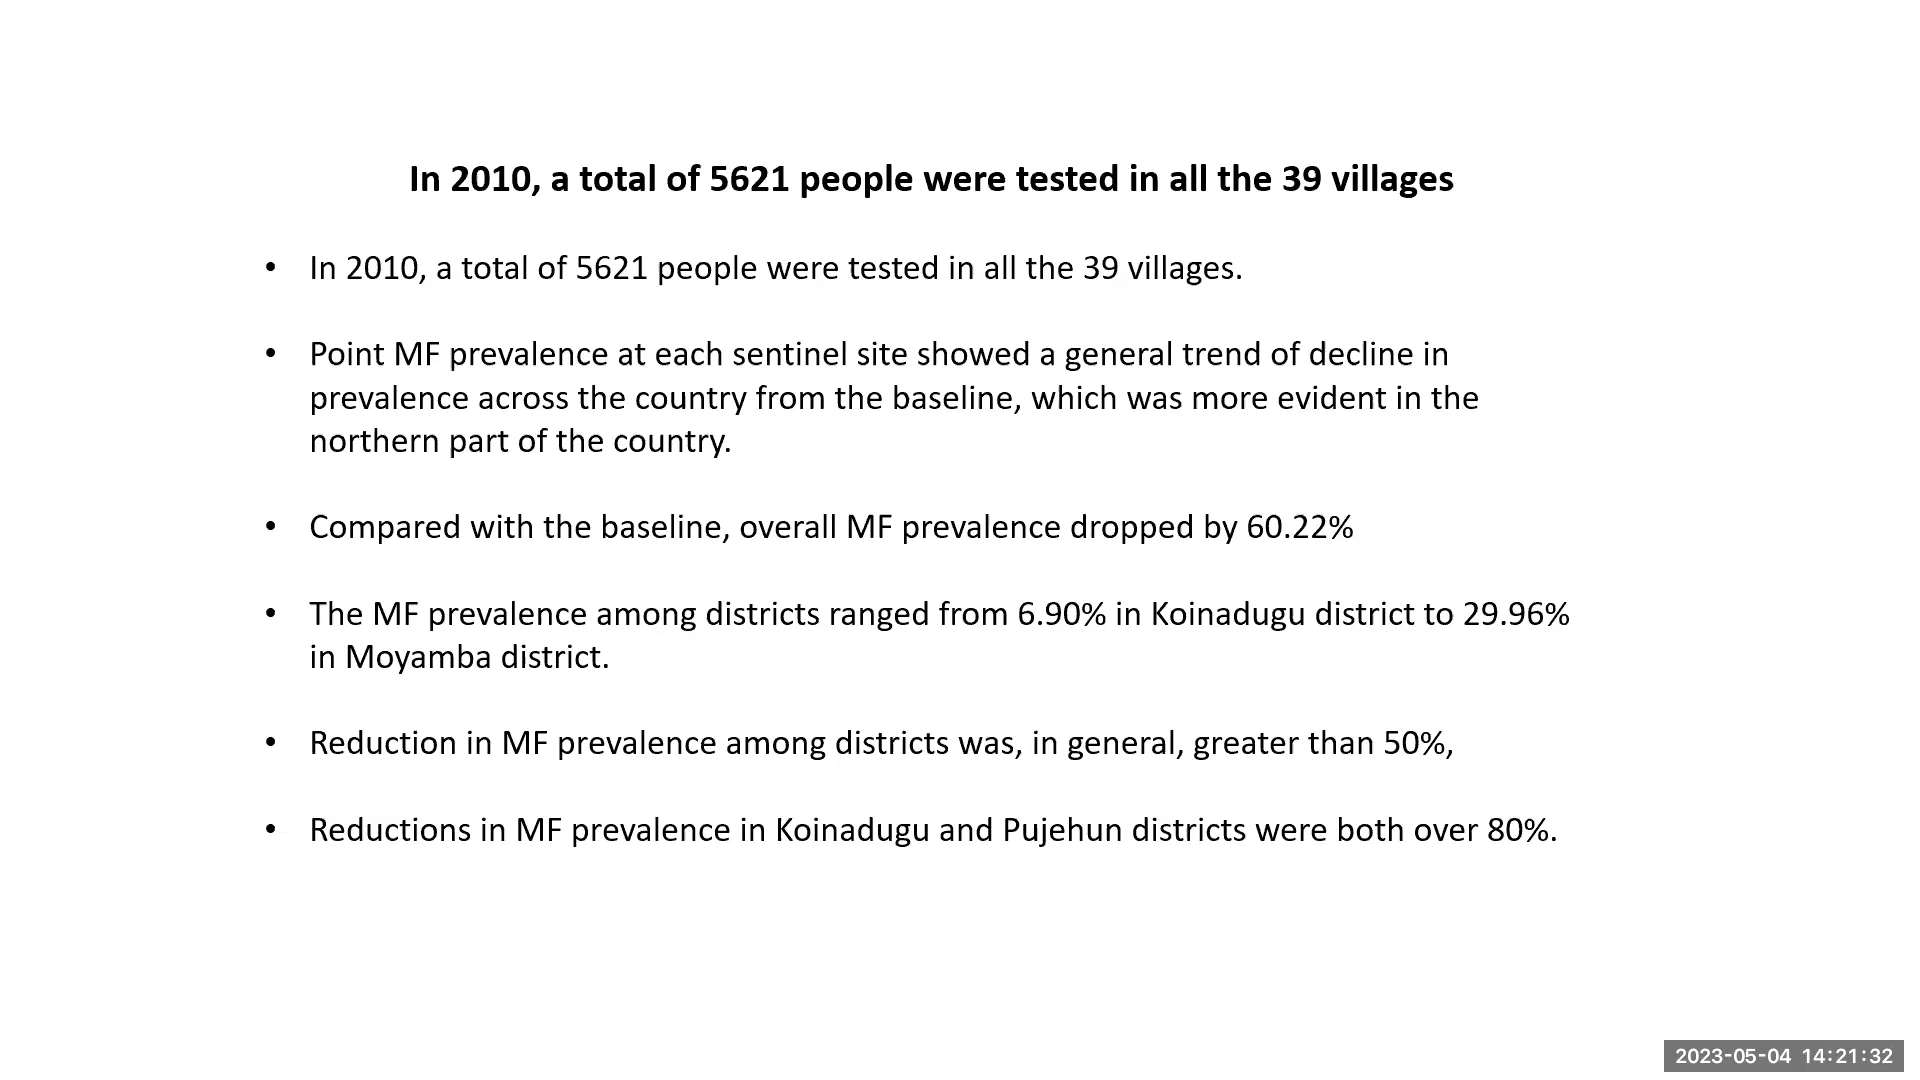 In 2010, a total of 5621 people were tested in all the 39 villages
• In 2010, a total of 5621 people were tested in all the 39 villages.
• Point MF prevalence at each sentinel site showed a general trend of decline in
prevalence across the country from the baseline, which was more evident in the
northern part of the country.
• Compared with the baseline, overall MF prevalence dropped by 60.22%
• The MF prevalence among districts ranged from 6.90% in Koinadugu district to 29.96%
in Moyamba district.
• Reduction in MF prevalence among districts was, in general, greater than 50%,
• Reductions in MF prevalence in Koinadugu and Pujehun districts were both over 80%.
2023-05-04 14:21:32